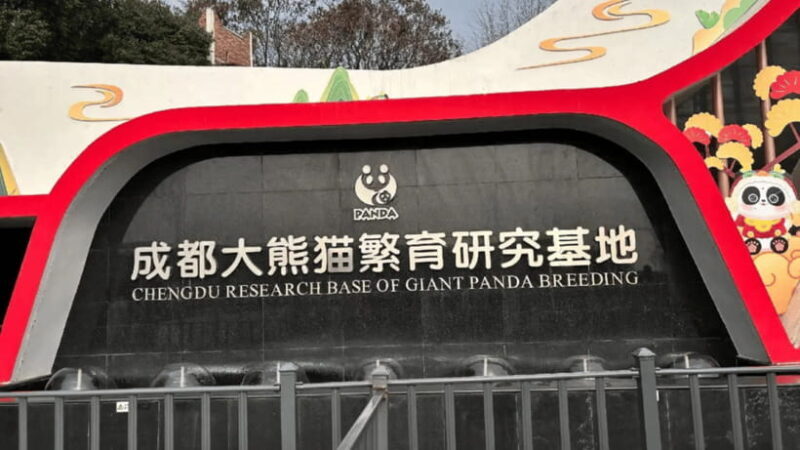 PANDA
成都大熊猫繁育研究基地
CHENGDU RESEARCH BASE OF GIANT PANDA BREEDING